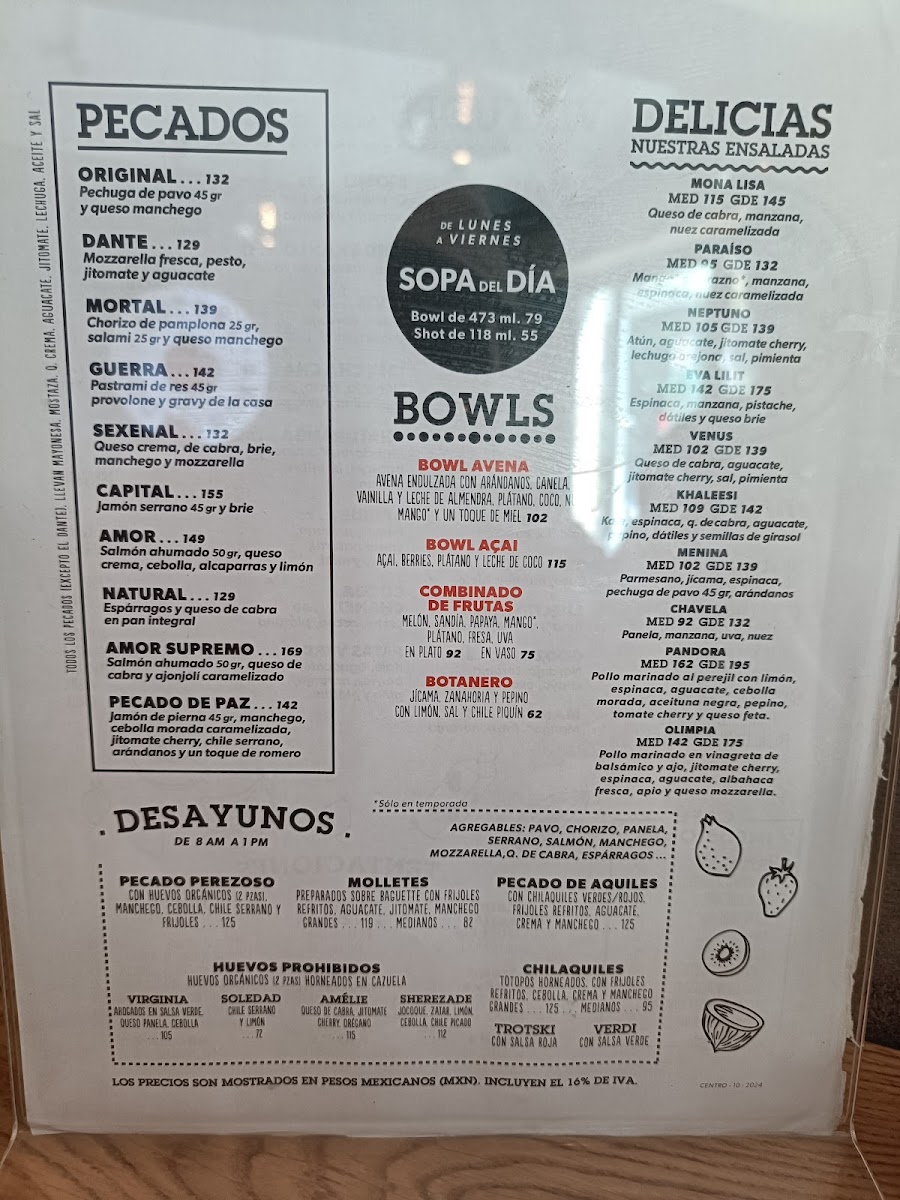 TODOS LOS PECADOS (EXCEPTO EL DANTE), LLEVAN MAYONESA, MOSTAZA, Q. CREMA, AGUACATE, JITOMATE, LECHUGA, ACEITE Y SAL
PECADOS
ORIGINAL... 132
Pechuga de pavo 45 gr
y queso manchego
DANTE... 129
Mozzarella fresca, pesto,
jitomate y aguacate
MORTAL... 139
Chorizo de pamplona 25 gr,
salami 25 gr y queso manchego
GUERRA... 142
Pastrami de res 45 gr
provolone y gravy de la casa
SEXENAL... 132
Queso crema, de cabra, brie,
manchego y mozzarella
CAPITAL... 155
Jamón serrano 45 gr y brie
AMOR... 149
Salmón ahumado 50 gr, queso
crema, cebolla, alcaparras y limón
NATURAL... 129
Espárragos y queso de cabra
en pan integral
AMOR SUPREMO... 169
Salmón ahumado 50 gr, queso de
cabra y ajonjolí caramelizado
PECADO DE PAZ... 142
Jamón de pierna 45 gr, manchego,
cebolla morada caramelizada,
jitomate cherry, chile serrano,
arándanos y un toque de romero
DE LUNES
A VIERNES
SOPA DEL DÍA
Bowl de 473 ml. 79
Shot de 118 ml. 55
BOWLS
BOWL AVENA
AVENA ENDULZADA CON ARÁNDANOS, CANELA,
VAINILLA Y LECHE DE ALMENDRA, PLÁTANO, COCO,
MANGO* Y UN TOQUE DE MIEL 102
BOWL AÇAI
AÇAI, BERRIES, PLÁTANO Y LECHE DE COCO 115
COMBINADO
DE FRUTAS
MELÓN, SANDÍA, PAPAYA, MANGO*,
PLÁTANO, FRESA, UVA
EN PLATO 92 EN VASO 75
BOTANERO
JÍCAMA, ZANAHORIA Y PEPINO
CON LIMÓN, SAL Y CHILE PIQUÍN 62
DELICIAS
NUESTRAS ENSALADAS
MONA LISA
MED 115 GDE 145
Queso de cabra, manzana,
nuez caramelizada
PARAÍSO
MED 95 GDE 132
manzana,
espinaca, nuez caramelizada
NEPTUNO
MED 105 GDE 139
Atún, aguacate, jitomate cherry,
lechuga orejona, sal, pimienta
EVA LILIT
MED 142 GDE 175
Espinaca, manzana, pistache,
dátiles y queso brie
VENUS
MED 102 GDE 139
Queso de cabra, aguacate,
jitomate cherry, sal, pimienta
KHALEESI
MED 109 GDE 142
espinaca, q. de cabra, aguacate,
pepino, dátiles y semillas de girasol
MENINA
MED 102 GDE 139
Parmesano, jícama, espinaca,
pechuga de pavo 45 gr, arándanos
CHAVELA
MED 92 GDE 132
Panela, manzana, uva, nuez
PANDORA
MED 162 GDE 195
Pollo marinado al perejil con limón,
espinaca, aguacate, cebolla
morada, aceituna negra, pepino,
tomate cherry y queso feta.
OLIMPIA
MED 142 GDE 175
Pollo marinado en vinagreta de
balsámico y ajo, jitomate cherry,
espinaca, aguacate, albahaca
fresca, apio y queso mozzarella.
*Sólo en temporada
. DESAYUNOS .
DE 8 AM A 1 PM
AGREGABLES: PAVO, CHORIZO, PANELA,
SERRANO, SALMÓN, MANCHEGO,
MOZZARELLA,Q. DE CABRA, ESPÁRRAGOS ...
PECADO PEREZOSO
CON HUEVOS ORGÁNICOS (2 PZAS),
MANCHEGO, CEBOLLA, CHILE SERRANO Y
FRIJOLES ... 125
MOLLETES
PREPARADOS SOBRE BAGUETTE CON FRIJOLES
REFRITOS, AGUACATE, JITOMATE, MANCHEGO
GRANDES ... 119 ... MEDIANOS ... 82
PECADO DE AQUILES
CON CHILAQUILES VERDES/ROJOS,
FRIJOLES REFRITOS, AGUACATE,
CREMA Y MANCHEGO ... 125
HUEVOS PROHIBIDOS
HUEVOS ORGÁNICOS (2 PZAS) HORNEADOS EN CAZUELA
VIRGINIA
AHOGADOS EN SALSA VERDE,
QUESO PANELA, CEBOLLA
... 105
SOLEDAD
CHILE SERRANO
Y LIMÓN
... 72
AMÉLIE
QUESO DE CABRA, JITOMATE
CHERRY, ORÉGANO
... 115
SHEREZADE
JOCOQUE, ZATAR, LIMÓN,
CEBOLLA, CHILE PICADO
... 112
CHILAQUILES
TOTOPOS HORNEADOS, CON FRIJOLES
REFRITOS, CEBOLLA, CREMA Y MANCHEGO
GRANDES ... 125 ... MEDIANOS ... 95
TROTSKI
CON SALSA ROJA
VERDI
CON SALSA VERDE
LOS PRECIOS SON MOSTRADOS EN PESOS MEXICANOS (MXN). INCLUYEN EL 16% DE IVA.
CENTRO - 10 - 2024